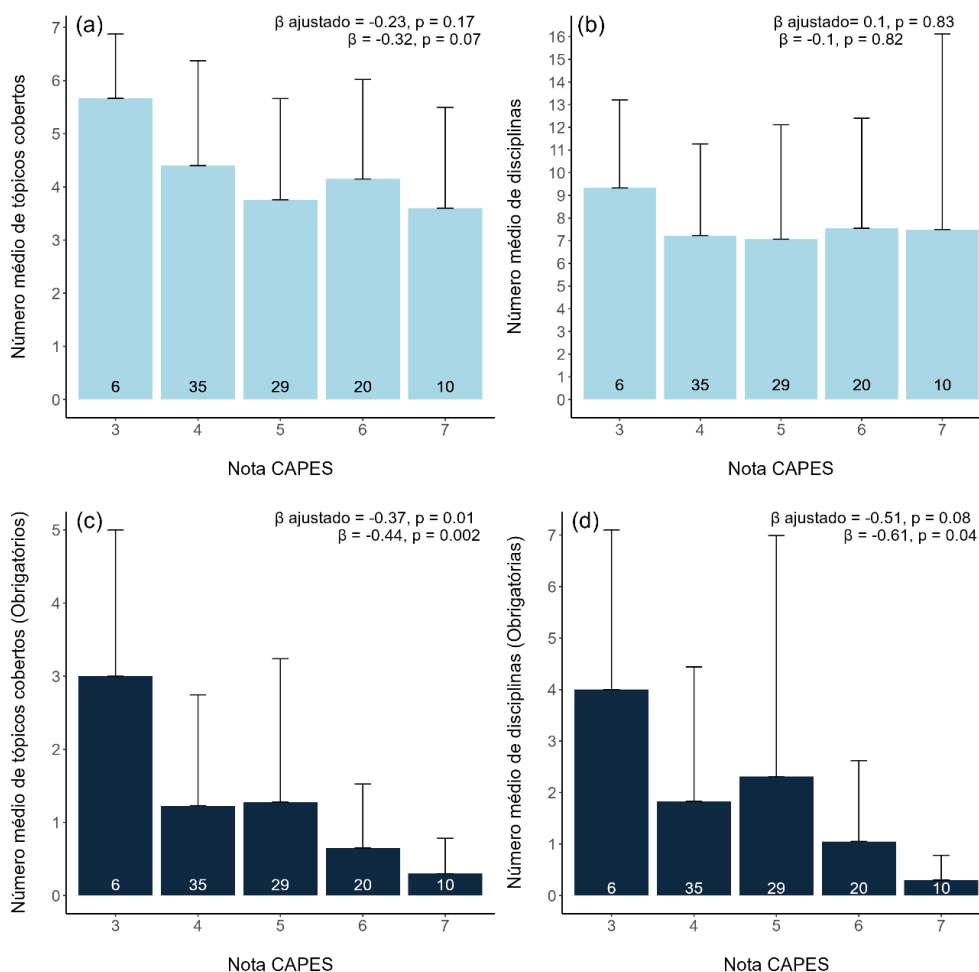 (a)
β ajustado = -0.23, p = 0.17
β = -0.32, p = 0.07
Número médio de tópicos cobertos
7
6
5
4
3
2
1
0
6 35 29 20 10
3 4 5 6 7
Nota CAPES
(b)
β ajustado= 0.1, p = 0.83
β = -0.1, p = 0.82
Número médio de disciplinas
16
15
14
13
12
11
10
9
8
7
6
5
4
3
2
1
0
6 35 29 20 10
3 4 5 6 7
Nota CAPES
(c)
β ajustado = -0.37, p = 0.01
β = -0.44, p = 0.002
Número médio de tópicos cobertos (Obrigatórios)
5
4
3
2
1
0
6 35 29 20 10
3 4 5 6 7
Nota CAPES
(d)
β ajustado = -0.51, p = 0.08
β = -0.61, p = 0.04
Número médio de disciplinas (Obrigatórias)
7
6
5
4
3
2
1
0
6 35 29 20 10
3 4 5 6 7
Nota CAPES